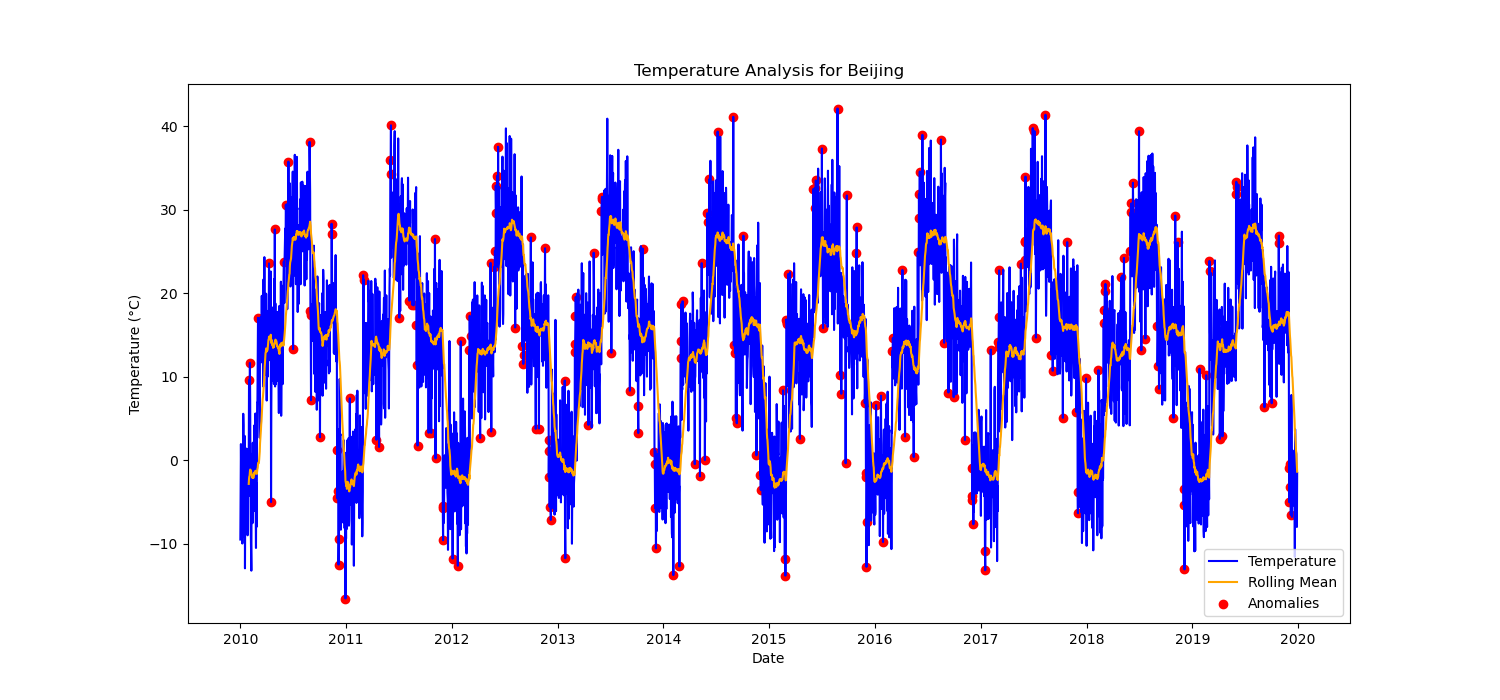 Temperature Analysis for Beijing
Temperature (°C)
40
30
20
10
0
−10
2010
2011
2012
2013
2014
2015
2016
2017
2018
2019
2020
Date
Temperature
Rolling Mean
Anomalies